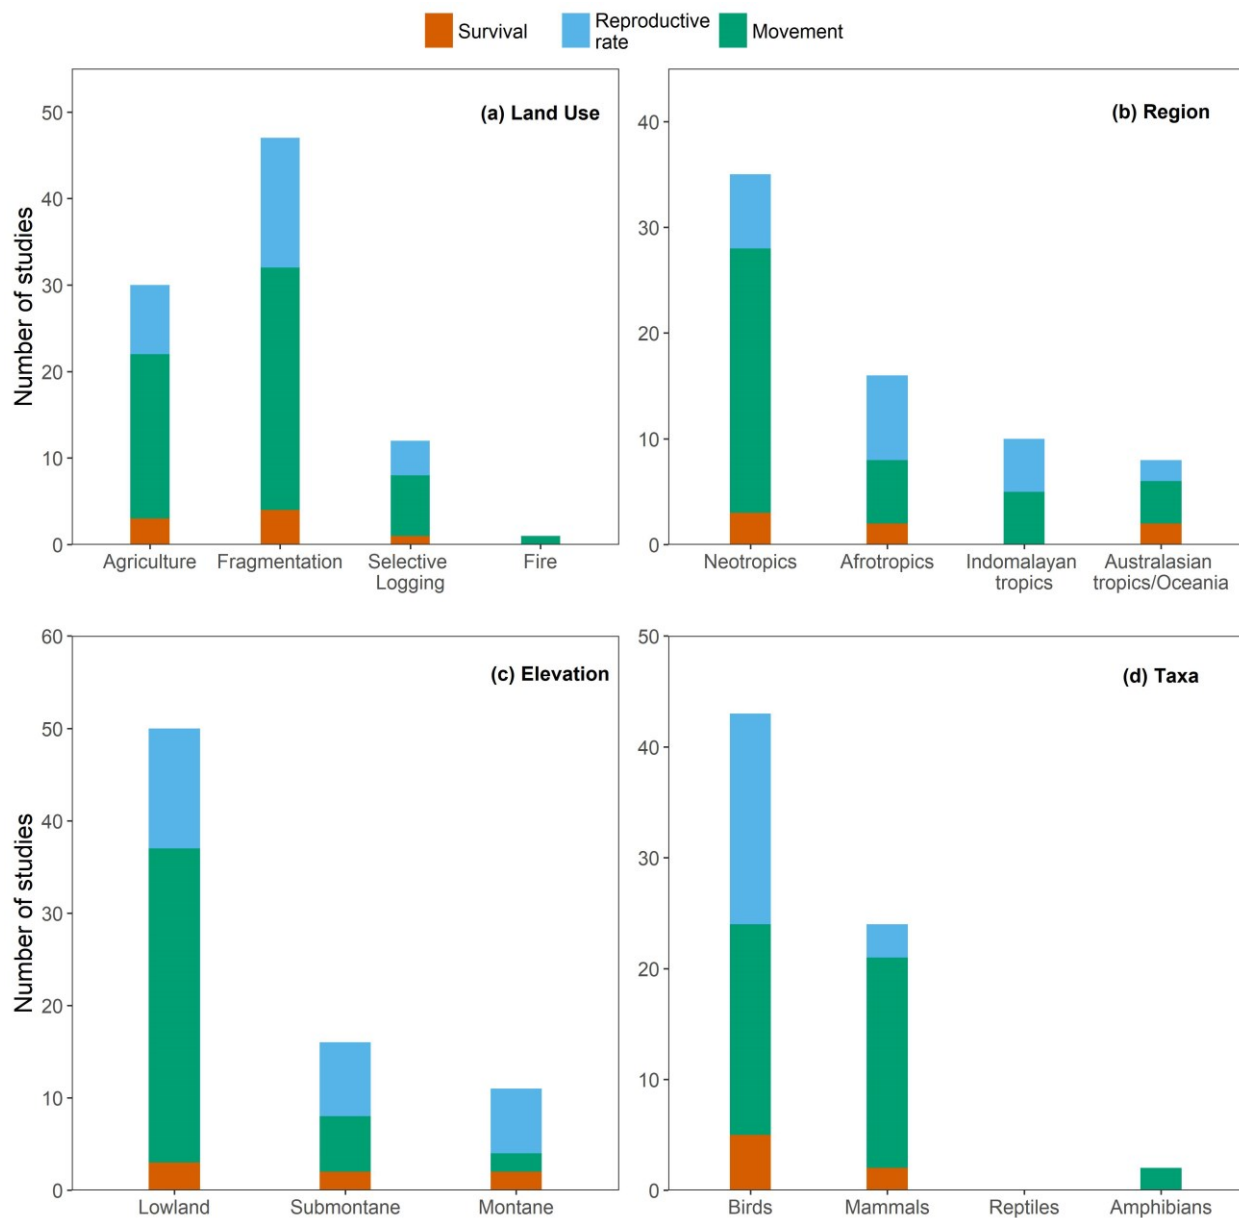 Survival
Reproductive
rate
Movement
(a) Land Use
Number of studies
50
40
30
20
10
0
Agriculture
Fragmentation
Selective
Logging
Fire
(b) Region
40
30
20
10
0
Neotropics
Afrotropics
Indomalayan
tropics
Australasian
tropics/Oceania
(c) Elevation
Number of studies
60
50
40
30
20
10
0
Lowland
Submontane
Montane
(d) Taxa
50
40
30
20
10
0
Birds
Mammals
Reptiles
Amphibians